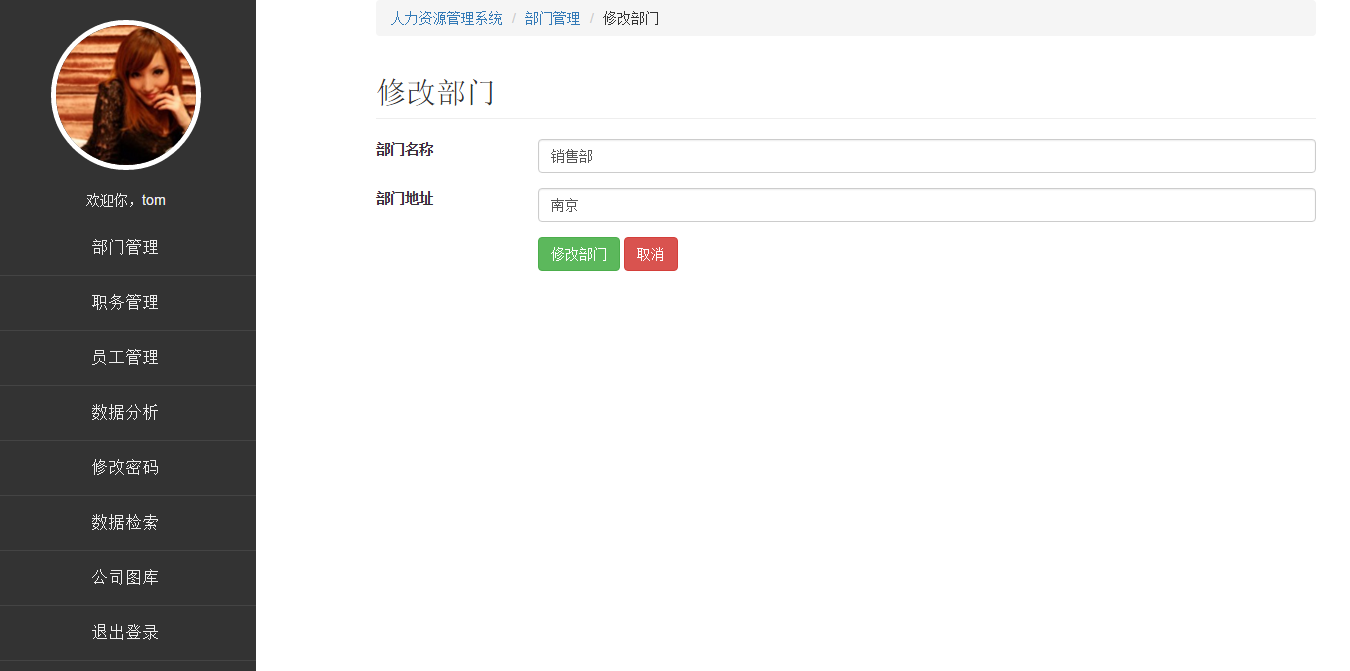 欢迎你，tom
部门管理
职务管理
员工管理
数据分析
修改密码
数据检索
公司图库
退出登录
人力资源管理系统 / 部门管理 / 修改部门
修改部门
部门名称 销售部
部门地址 南京
修改部门 取消